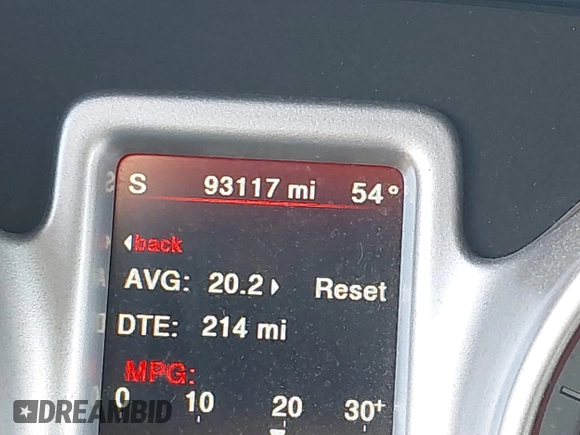 S 93117 mi 54°
back
AVG: 20.2 Reset
DTE: 214 mi
MPG:
0 10 20 30+
DREAMBID